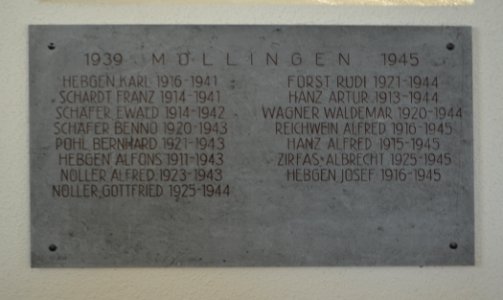 1939 MÖLLINGEN 1945
HEBGEN KARL 1916-1941
SCHARDT FRANZ 1914-1941
SCHÄFER EWALD 1914-1942
SCHÄFER BENNO 1920-1943
POHL BERNHARD 1921-1943
HEBGEN ALFONS 1911-1943
NOLLER ALFRED 1923-1943
NOLLER GOTTFRIED 1925-1944
FÖRST RUDI 1921-1944
HANZ ARTUR 1913-1944
WAGNER WALDEMAR 1920-1944
REICHWEIN ALFRED 1916-1945
HANZ ALFRED 1915-1945
ZIRFAS ALBRECHT 1925-1945
HEBGEN JOSEF 1916-1945